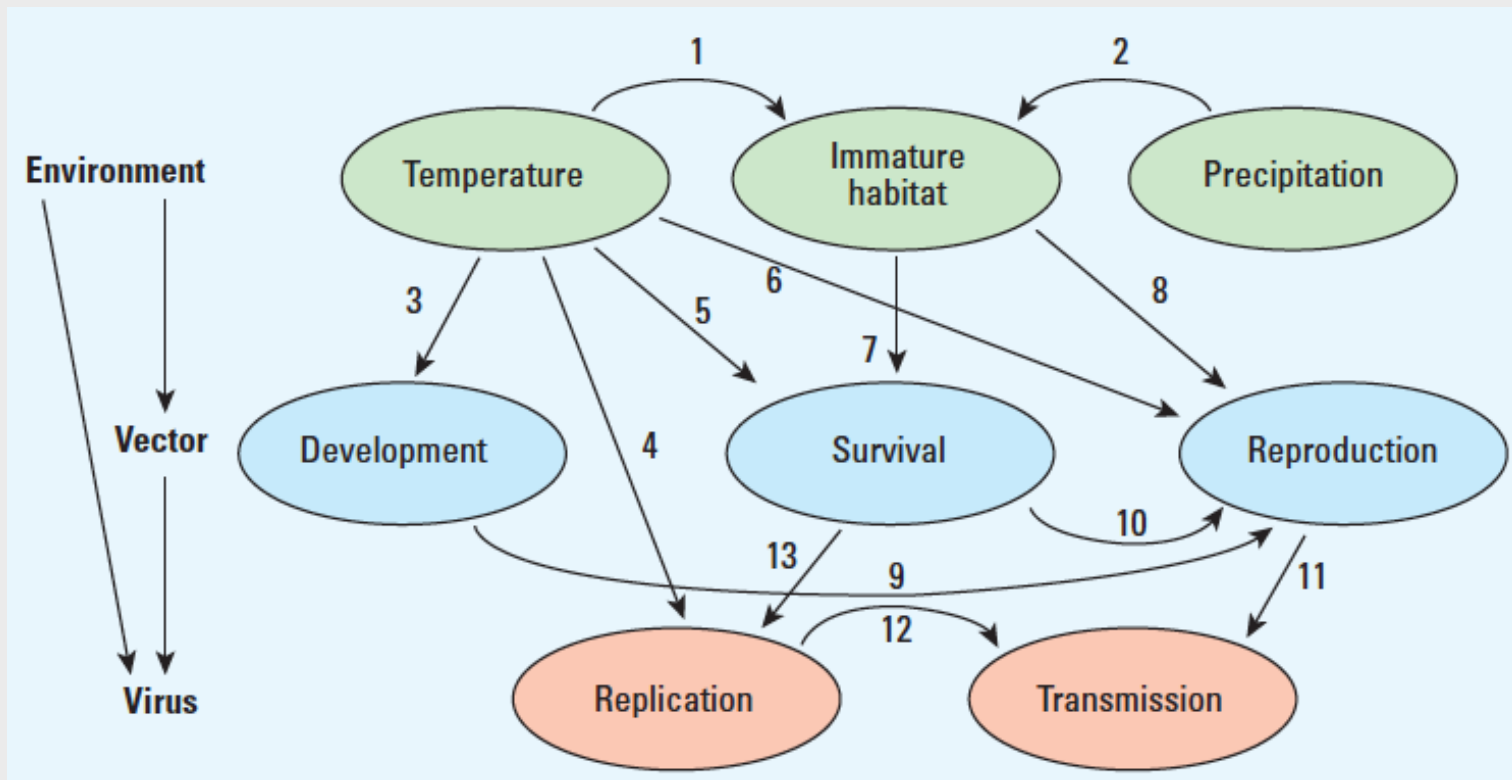 1
2
Environment
Temperature
Immature
habitat
Precipitation
3
5
6
7
8
Vector
Development
4
Survival
Reproduction
13
9
10
11
12
Virus
Replication
Transmission